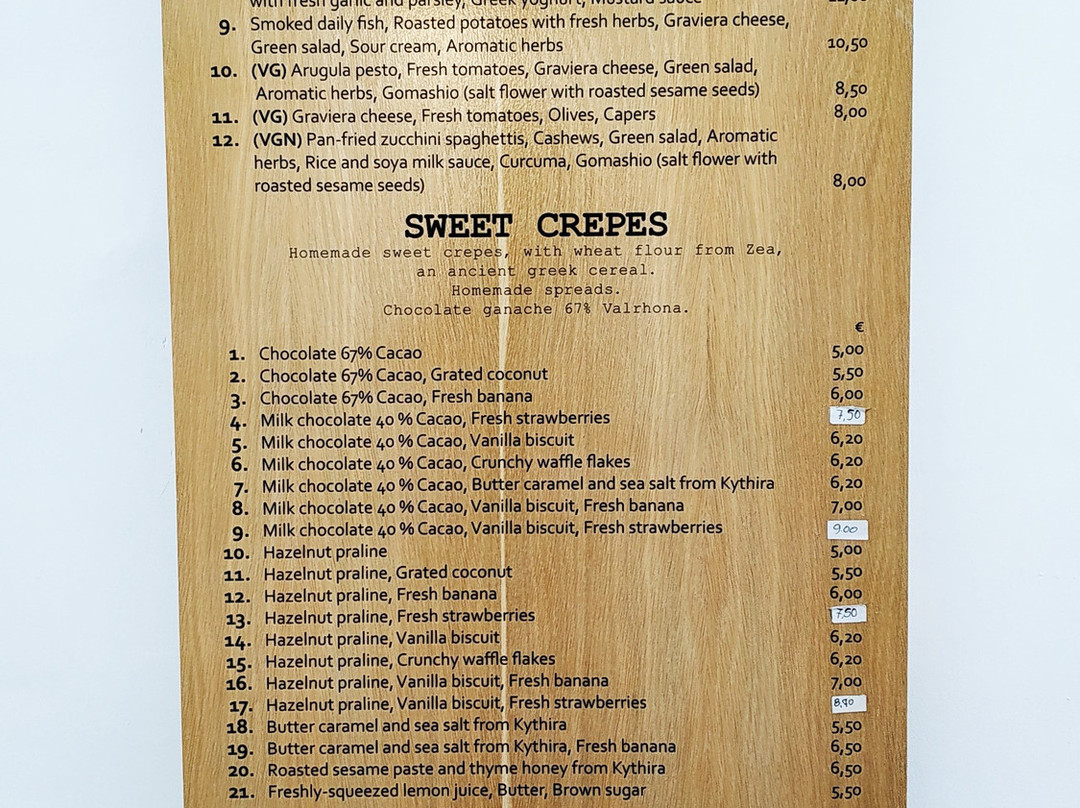 with fresh garlic and parsley, Greek yoghurt, Mustard sauce
9. Smoked daily fish, Roasted potatoes with fresh herbs, Graviera cheese,
Green salad, Sour cream, Aromatic herbs 10,50
10. (VG) Arugula pesto, Fresh tomatoes, Graviera cheese, Green salad,
Aromatic herbs, Gomashio (salt flower with roasted sesame seeds) 8,50
11. (VG) Graviera cheese, Fresh tomatoes, Olives, Capers 8,00
12. (VGN) Pan-fried zucchini spaghettis, Cashews, Green salad, Aromatic
herbs, Rice and soya milk sauce, Curcuma, Gomashio (salt flower with
roasted sesame seeds) 8,00
SWEET CREPES
Homemade sweet crepes, with wheat flour from Zea,
an ancient greek cereal.
Homemade spreads.
Chocolate ganache 67% Valrhona.
€
1. Chocolate 67% Cacao 5,00
2. Chocolate 67% Cacao, Grated coconut 5,50
3. Chocolate 67% Cacao, Fresh banana 6,00
4. Milk chocolate 40 % Cacao, Fresh strawberries 7,50
5. Milk chocolate 40 % Cacao, Vanilla biscuit 6,20
6. Milk chocolate 40 % Cacao, Crunchy waffle flakes 6,20
7. Milk chocolate 40 % Cacao, Butter caramel and sea salt from Kythira 6,20
8. Milk chocolate 40 % Cacao, Vanilla biscuit, Fresh banana 7,00
9. Milk chocolate 40 % Cacao, Vanilla biscuit, Fresh strawberries 9.00
10. Hazelnut praline 5,00
11. Hazelnut praline, Grated coconut 5,50
12. Hazelnut praline, Fresh banana 6,00
13. Hazelnut praline, Fresh strawberries 7,50
14. Hazelnut praline, Vanilla biscuit 6,20
15. Hazelnut praline, Crunchy waffle flakes 6,20
16. Hazelnut praline, Vanilla biscuit, Fresh banana 7,00
17. Hazelnut praline, Vanilla biscuit, Fresh strawberries
18. Butter caramel and sea salt from Kythira 5,50
19. Butter caramel and sea salt from Kythira, Fresh banana 6,50
20. Roasted sesame paste and thyme honey from Kythira 6,50
21. Freshly-squeezed lemon juice, Butter, Brown sugar 5,50